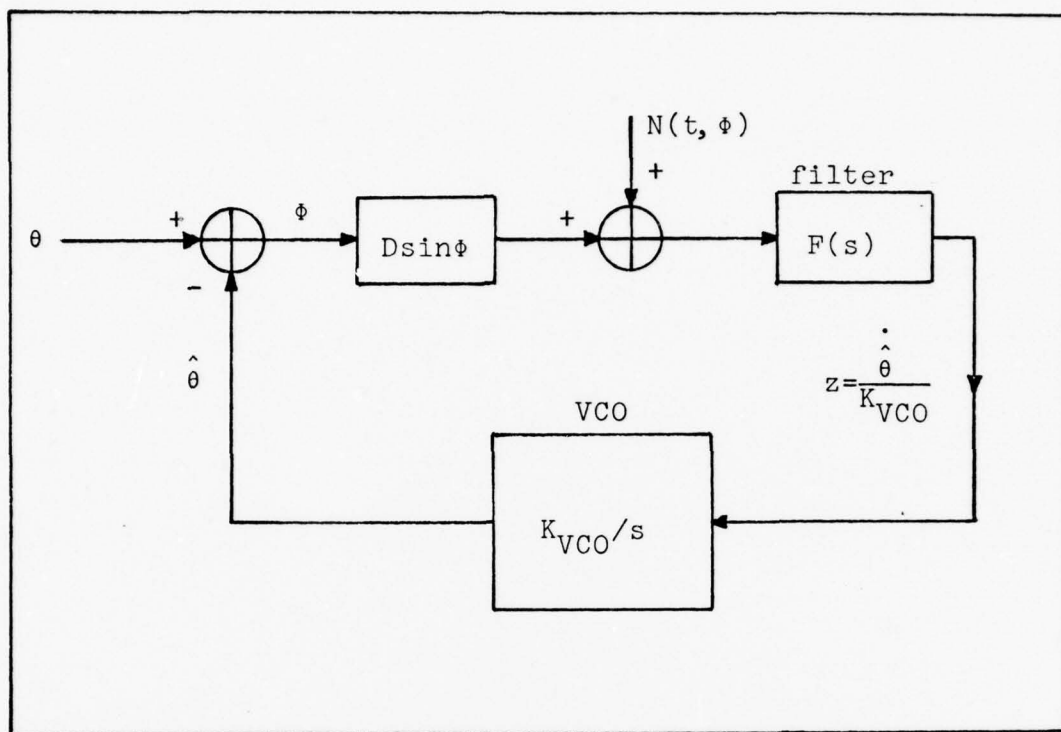 N(t, Φ)
+
filter
θ
+
Φ
DsinΦ
+
F(s)
-
θ̂
z=θ̂̇/K_VCO
VCO
K_VCO/s